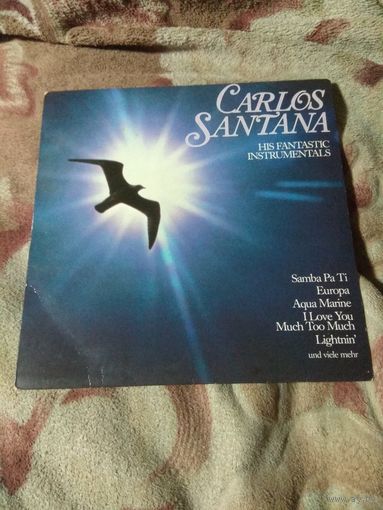 CARLOS
SANTANA
HIS FANTASTIC
INSTRUMENTALS
Samba Pa Ti
Europa
Aqua Marine
I Love You
Much Too Much
Lightnin'
und viele mehr